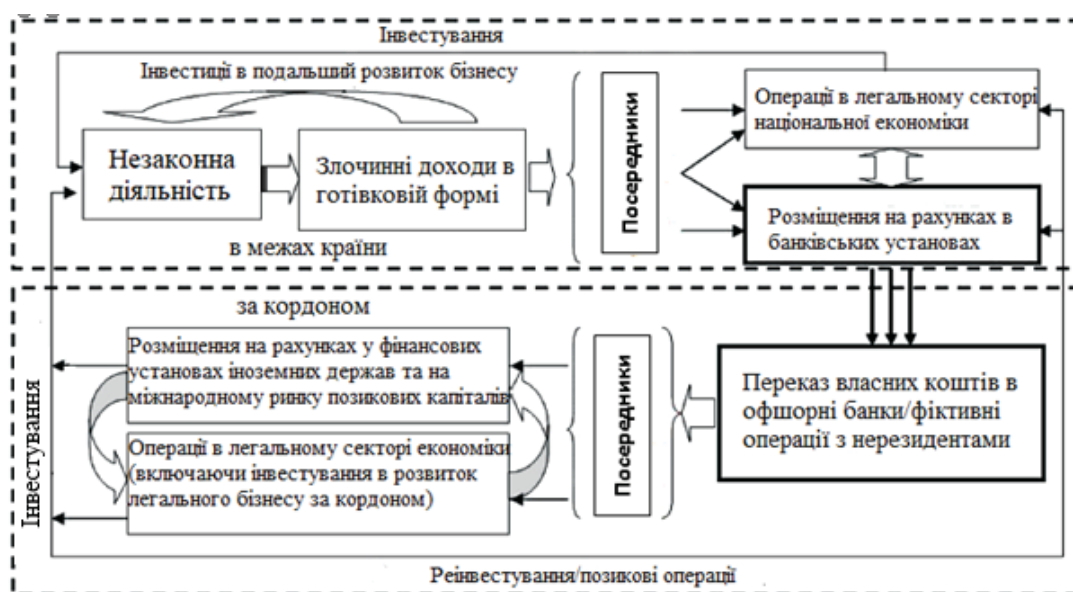 Інвестування
Інвестиції в подальший розвиток бізнесу
Незаконна
діяльність
Злочинні доходи в
готівковій формі
Посередники
Операції в легальному секторі
національної економіки
Розміщення на рахунках в
банківських установах
в межах країни
за кордоном
Розміщення на рахунках у фінансових
установах іноземних держав та на
міжнародному ринку позикових капіталів
Операції в легальному секторі економіки
(включаючи інвестування в розвиток
легального бізнесу за кордоном)
Посередники
Переказ власних коштів в
офшорні банки/фіктивні
операції з нерезидентами
Інвестування
Реінвестування/позикові операції